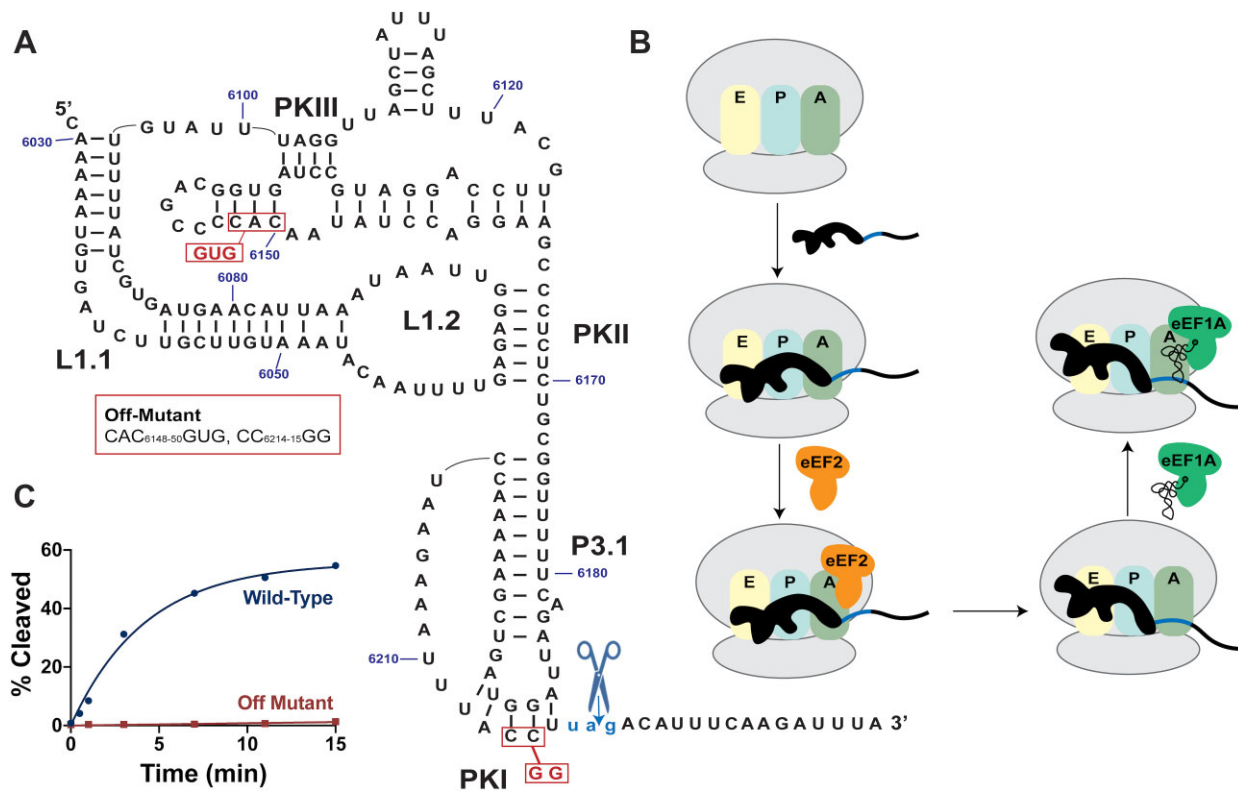 A
B
U U
A U
U A
C G
G C
A U
U U
U U
6120
A C G
5'
C
6030
6100
PKIII
G U A U U
U A G G
A A A A A U G U G A U C U
U U U U U A U C G U G
G A C G G U G
A U C C
G U A G G A C C U U
C G C C C A C
A A U A U C C A G G A A
GUG
6150
6080
A U G A A C A U U A A
A U A A U U
U C G U U G U A A A U
6050
A C A A C U U U U
L1.1
L1.2
G G A G A G
PKII
A G C C C U C U C
6170
U G C G G U U U U U
6180
C A G A U U A U
P3.1
C C A A A A A C G C U G A U
U A A G A A A U
6210
U U A
G G
C C
G G
PKI
u a g A C A U U U C A A G A U U U A 3'
Off-Mutant
CAC6148-50GUG, CC6214-15GG
C
% Cleaved
60
40
20
0
0 5 10 15
Time (min)
Wild-Type
Off Mutant
E P A
E P A
eEF2
E P A
eEF2
E P A
eEF1A
E P A
eEF1A